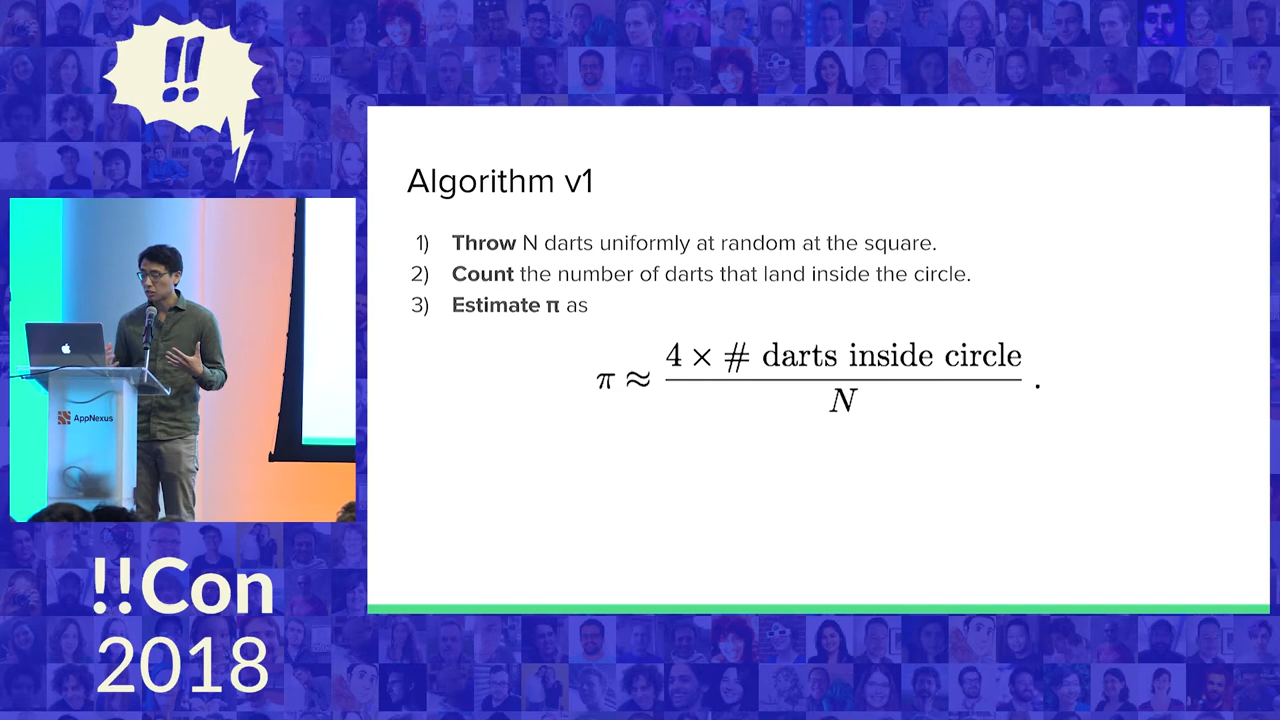 !!
Algorithm v1
1) Throw N darts uniformly at random at the square.
2) Count the number of darts that land inside the circle.
3) Estimate π as
π ≈ 4 × # darts inside circle / N .
AppNexus
!!Con
2018